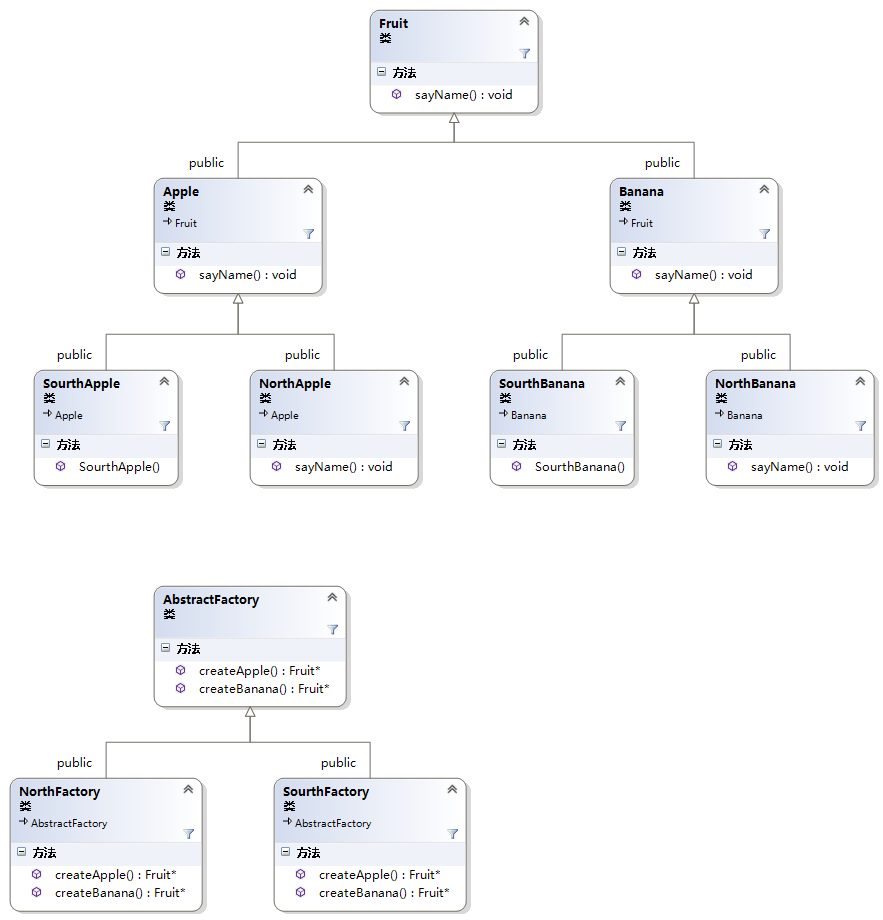 Fruit
类
方法
sayName() : void
public
public
Apple
类
Fruit
方法
sayName() : void
Banana
类
Fruit
方法
sayName() : void
public
public
public
public
SourthApple
类
Apple
方法
SourthApple()
NorthApple
类
Apple
方法
sayName() : void
SourthBanana
类
Banana
方法
SourthBanana()
NorthBanana
类
Banana
方法
sayName() : void
AbstractFactory
类
方法
createApple() : Fruit*
createBanana() : Fruit*
public
public
NorthFactory
类
AbstractFactory
方法
createApple() : Fruit*
createBanana() : Fruit*
SourthFactory
类
AbstractFactory
方法
createApple() : Fruit*
createBanana() : Fruit*